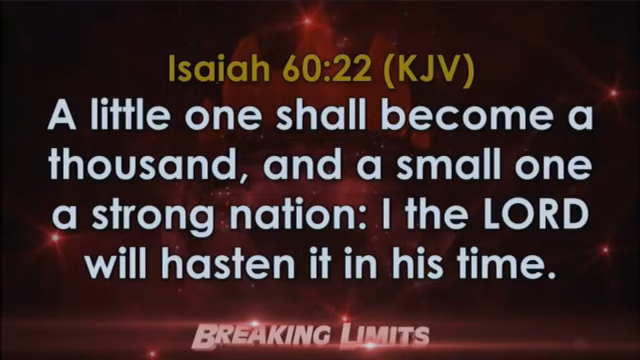 Isaiah 60:22 (KJV)
A little one shall become a
thousand, and a small one
a strong nation: I the LORD
will hasten it in his time.
BREAKING LIMITS